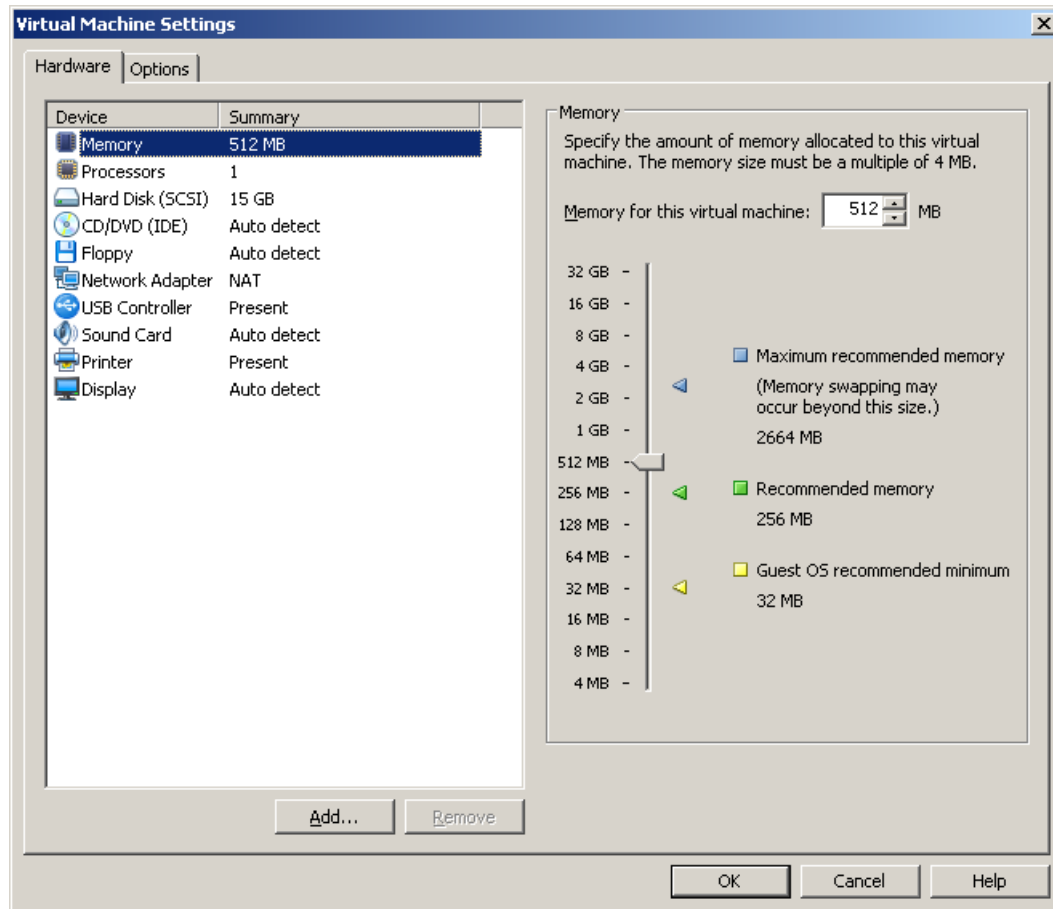 Virtual Machine Settings
Hardware
Options
Device Summary
Memory 512 MB
Processors 1
Hard Disk (SCSI) 15 GB
CD/DVD (IDE) Auto detect
Floppy Auto detect
Network Adapter NAT
USB Controller Present
Sound Card Auto detect
Printer Present
Display Auto detect
Add...
Remove
Memory
Specify the amount of memory allocated to this virtual
machine. The memory size must be a multiple of 4 MB.
Memory for this virtual machine: 512 MB
32 GB
16 GB
8 GB
4 GB
2 GB
1 GB
512 MB
256 MB
128 MB
64 MB
32 MB
16 MB
8 MB
4 MB
Maximum recommended memory
(Memory swapping may
occur beyond this size.)
2664 MB
Recommended memory
256 MB
Guest OS recommended minimum
32 MB
OK
Cancel
Help